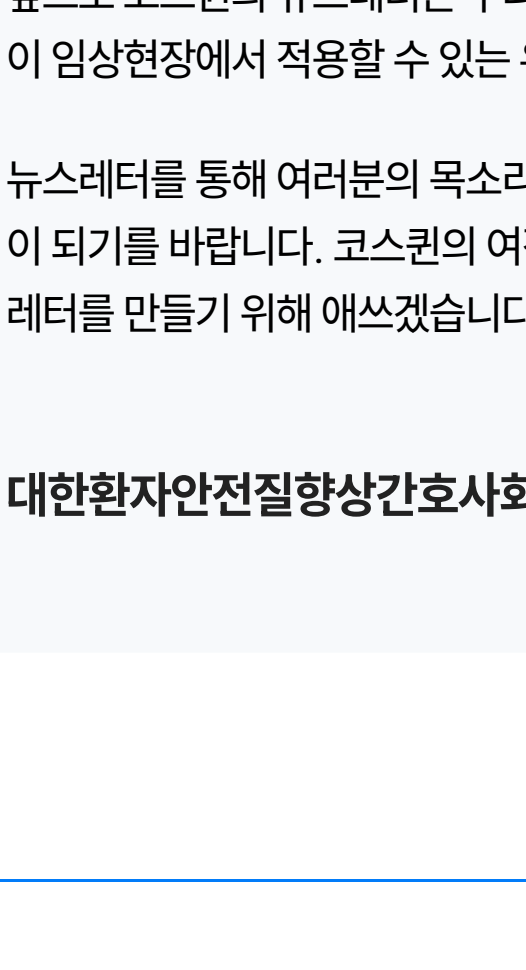 이 임상현장에서 적용할 수 있는
뉴스레터를 통해 여러분의 목소리
이 되기를 바랍니다. 코스퀸의
레터를 만들기 위해 애쓰겠습니다
대한환자안전질향상간호사회